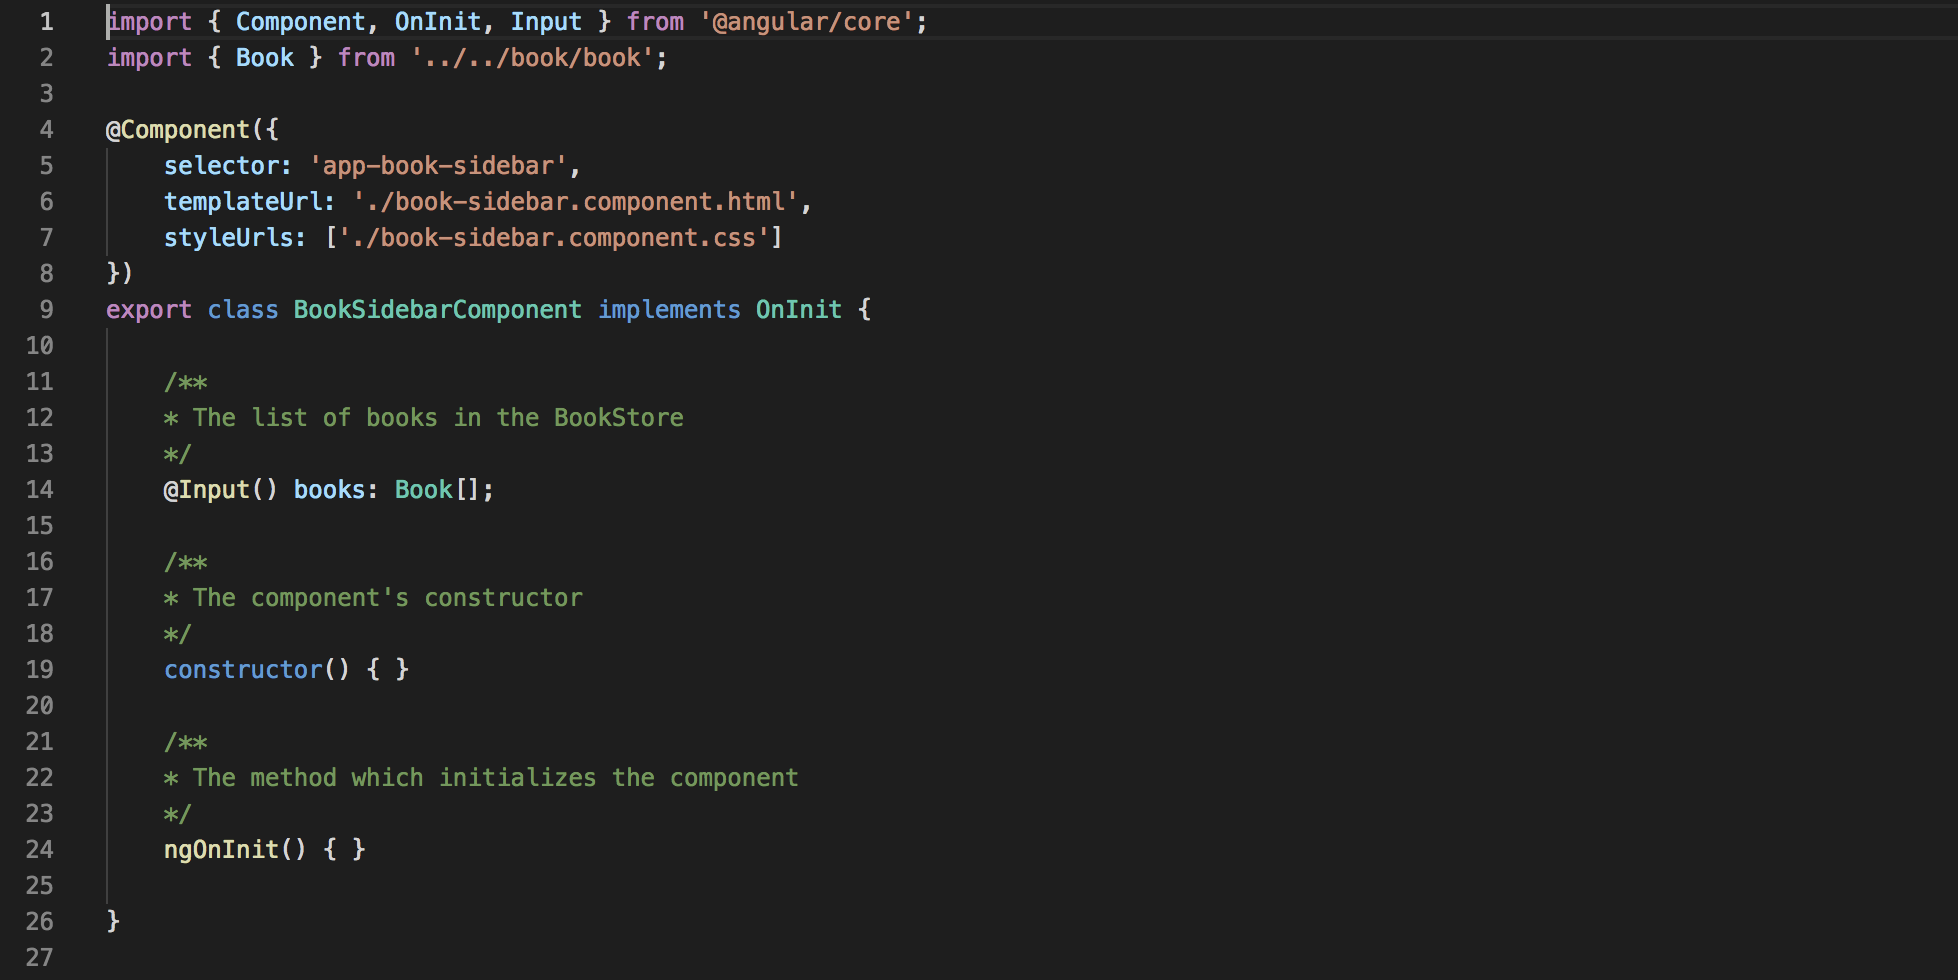 1 import { Component, OnInit, Input } from '@angular/core';
2 import { Book } from '../../book/book';
3
4 @Component({
5     selector: 'app-book-sidebar',
6     templateUrl: './book-sidebar.component.html',
7     styleUrls: ['./book-sidebar.component.css']
8 })
9 export class BookSidebarComponent implements OnInit {
10
11     /**
12     * The list of books in the BookStore
13     */
14     @Input() books: Book[];
15
16     /**
17     * The component's constructor
18     */
19     constructor() { }
20
21     /**
22     * The method which initializes the component
23     */
24     ngOnInit() { }
25
26 }
27